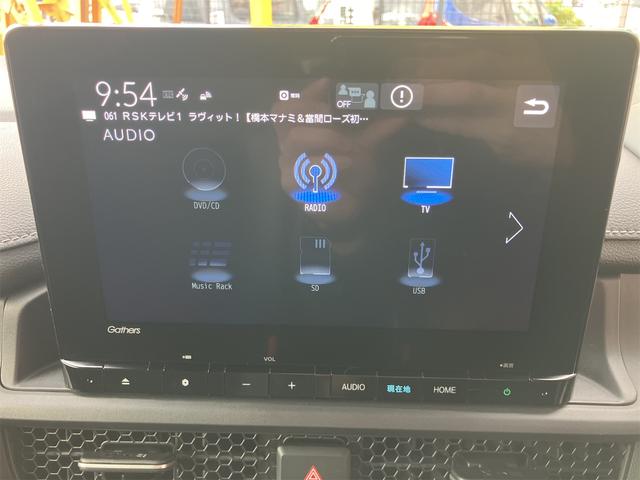 9:54
OFF
061 RSKテレビ1 ラヴィット！【橋本マナミ＆當間ローズ初…
AUDIO
DVD/CD
RADIO
TV
Music Rack
SD
USB
Gathers
VOL
− + AUDIO 現在地 HOME